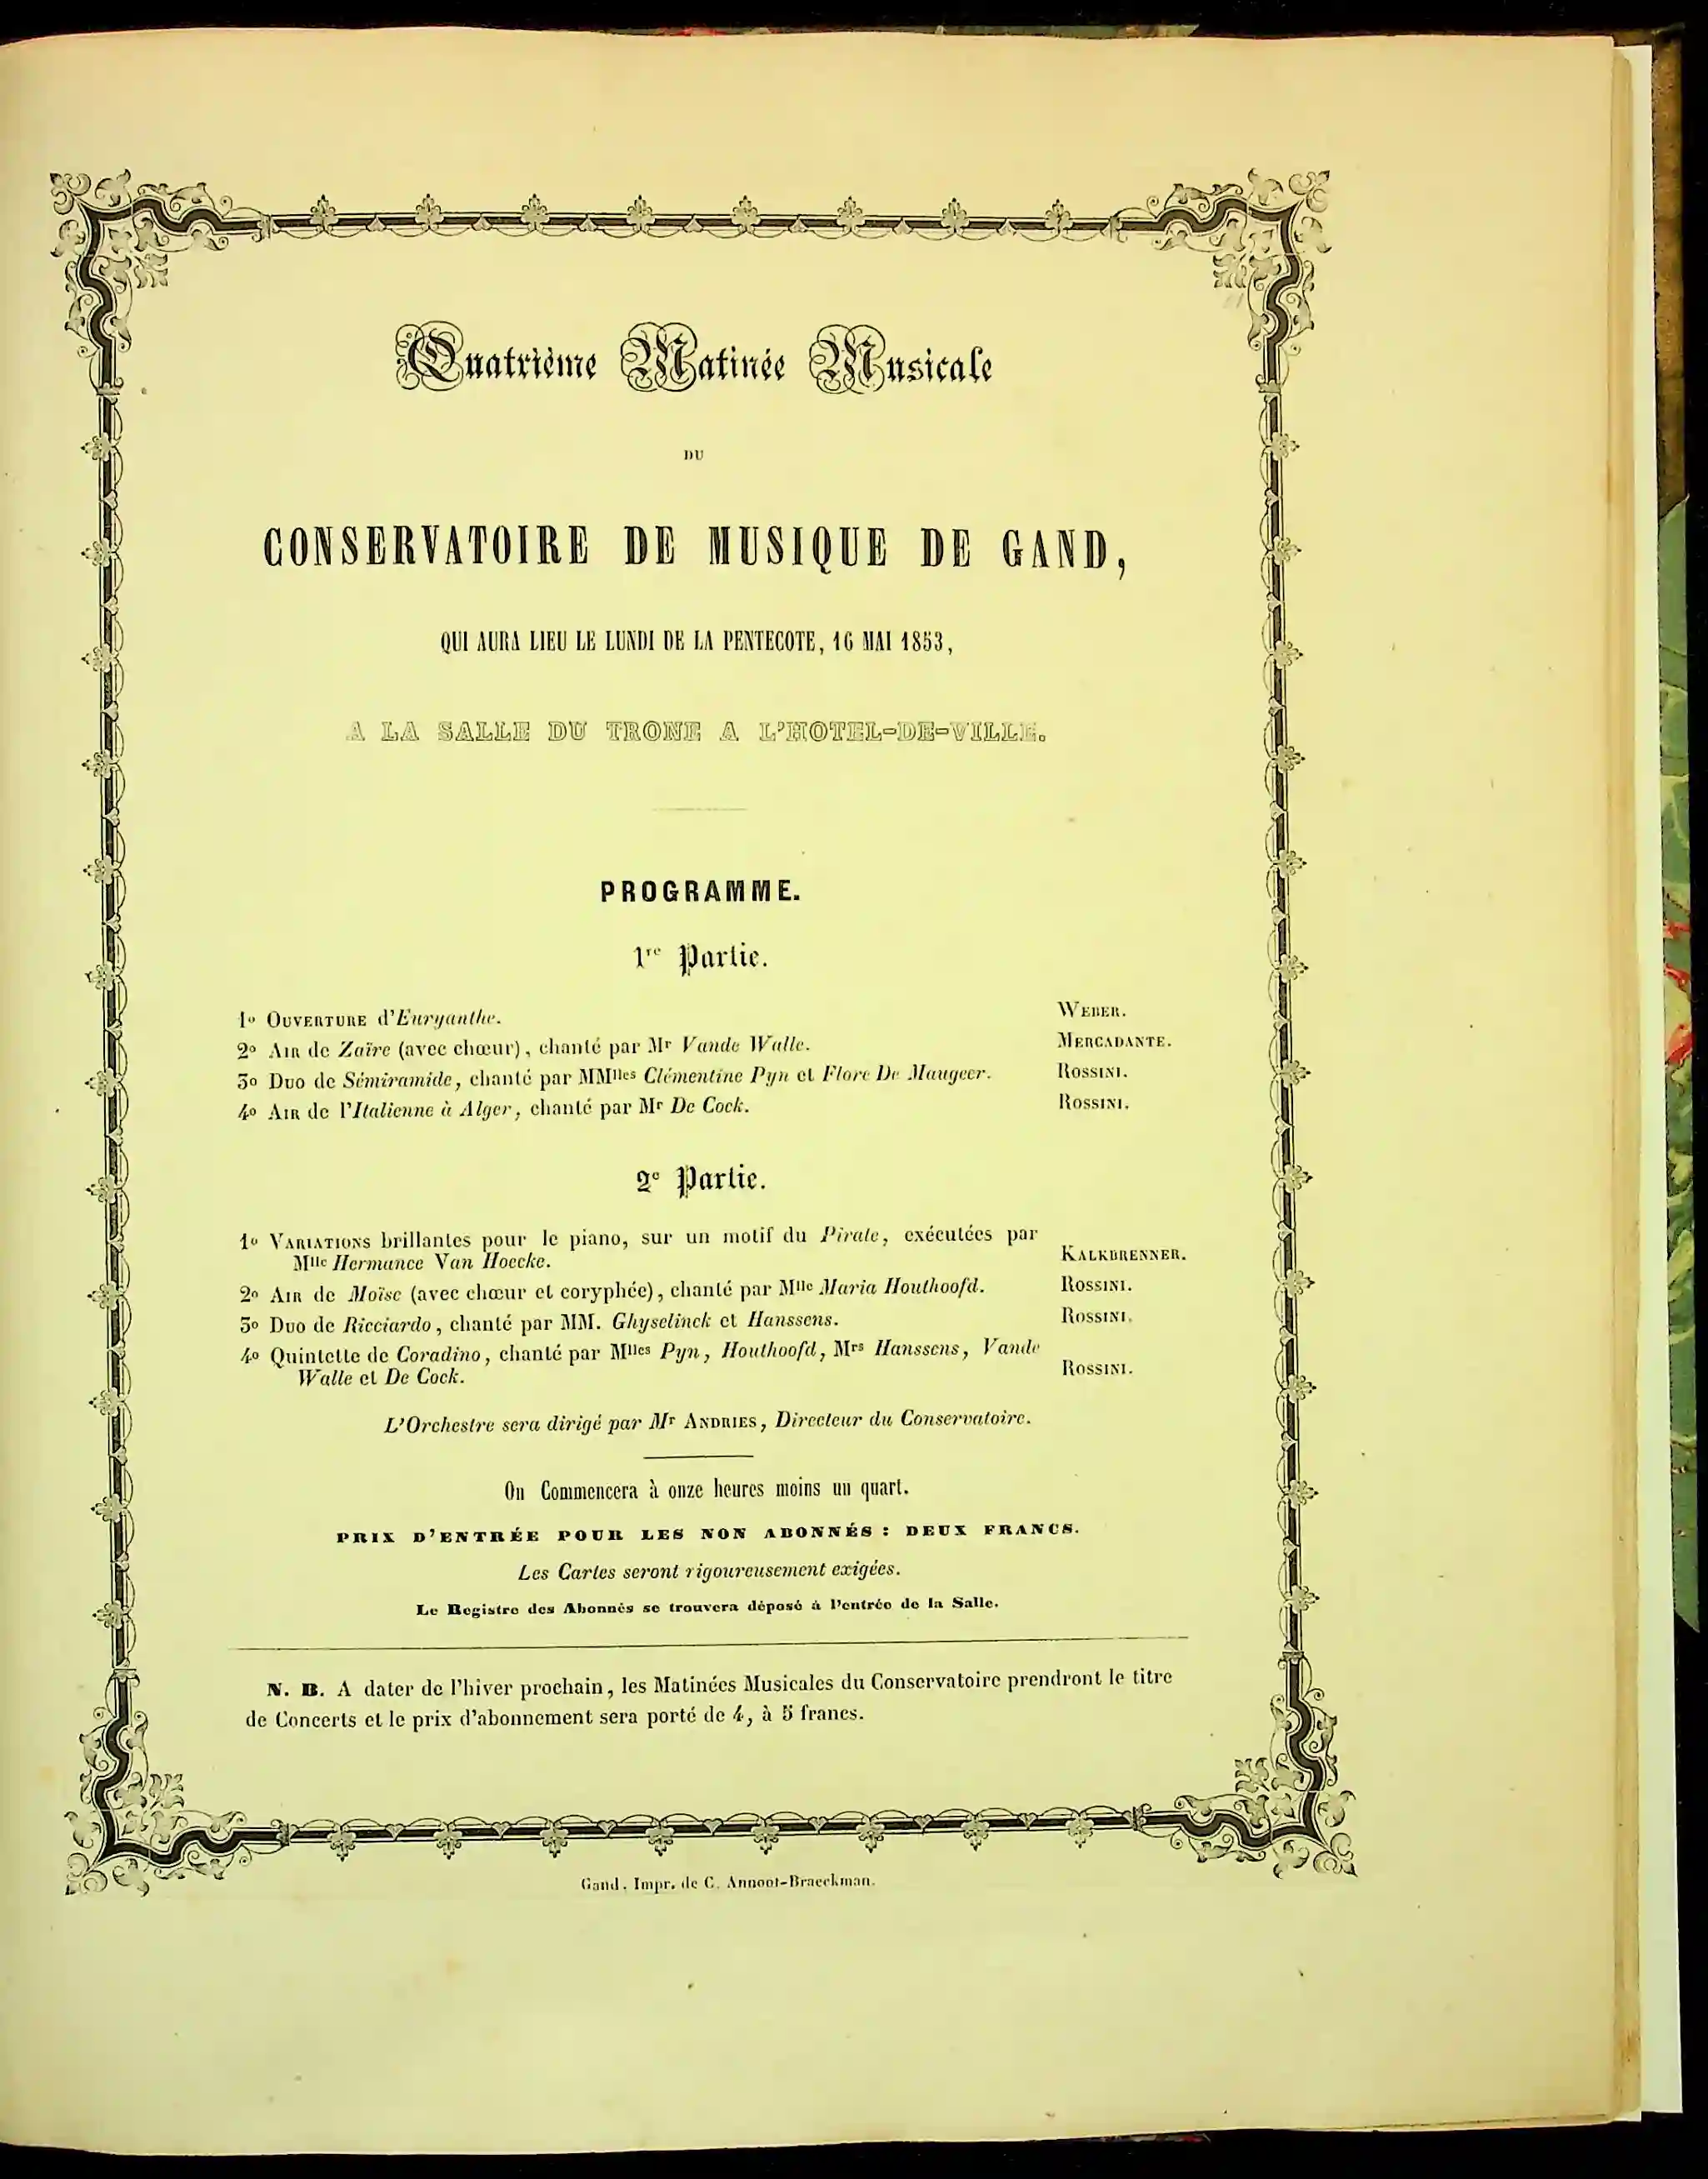 Quatrième Matinée Musicale
DU
CONSERVATOIRE DE MUSIQUE DE GAND,
QUI AURA LIEU LE LUNDI DE LA PENTECOTE, 16 MAI 1853,
A LA SALLE DU TRONE A L'HOTEL-DE-VILLE.
PROGRAMME.
1re Partie.
1o OUVERTURE d'Euryanthe. WEBER.
2o AIR de Zaïre (avec chœur), chanté par Mr Vande Walle. MERCADANTE.
3o DUO de Sémiramide, chanté par MMlles Clémentine Pyn et Flore De Maugeer. ROSSINI.
4o AIR de l'Italienne à Alger, chanté par Mr De Cock. ROSSINI.
2e Partie.
1o VARIATIONS brillantes pour le piano, sur un motif du Pirate, exécutées par
Mlle Hermance Van Hoecke. KALKBRENNER.
2o AIR de Moïse (avec chœur et coryphée), chanté par Mlle Maria Houthoofd. ROSSINI.
3o DUO de Ricciardo, chanté par MM. Ghyselinck et Hanssens. ROSSINI.
4o Quintette de Coradino, chanté par Mlles Pyn, Houthoofd, Mrs Hanssens, Vande
Walle et De Cock. ROSSINI.
L'Orchestre sera dirigé par Mr ANDRIES, Directeur du Conservatoire.
On Commencera à onze heures moins un quart.
PRIX D'ENTRÉE POUR LES NON ABONNÉS : DEUX FRANCS.
Les Cartes seront rigoureusement exigées.
Le Registre des Abonnés se trouvera déposé à l'entrée de la Salle.
N. B. A dater de l'hiver prochain, les Matinées Musicales du Conservatoire prendront le titre
de Concerts et le prix d'abonnement sera porté de 4, à 5 francs.
Gand, Impr. de C. Annoot-Braeckman.